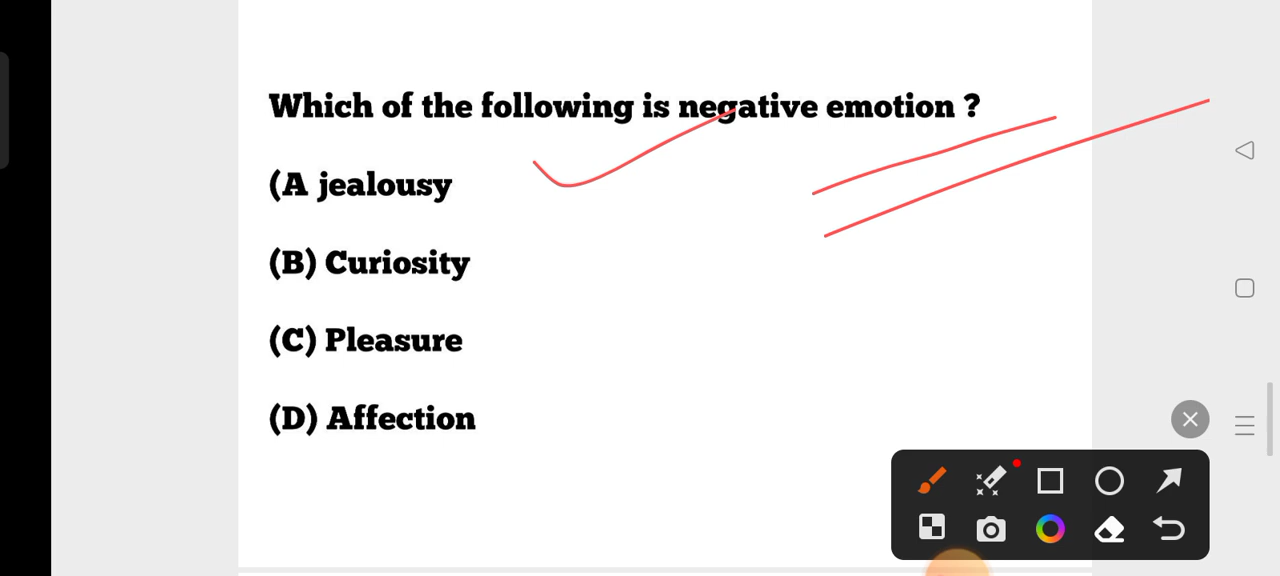 Which of the following is negative emotion ?
(A jealousy
(B) Curiosity
(C) Pleasure
(D) Affection